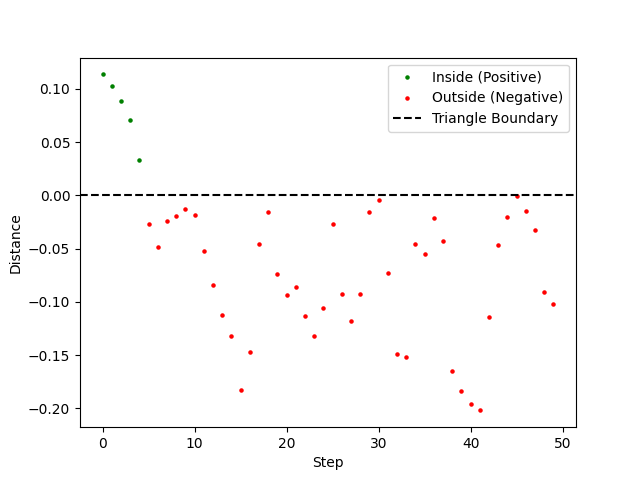 Inside (Positive)
Outside (Negative)
Triangle Boundary
0.10
0.05
0.00
−0.05
−0.10
−0.15
−0.20
Distance
0 10 20 30 40 50
Step